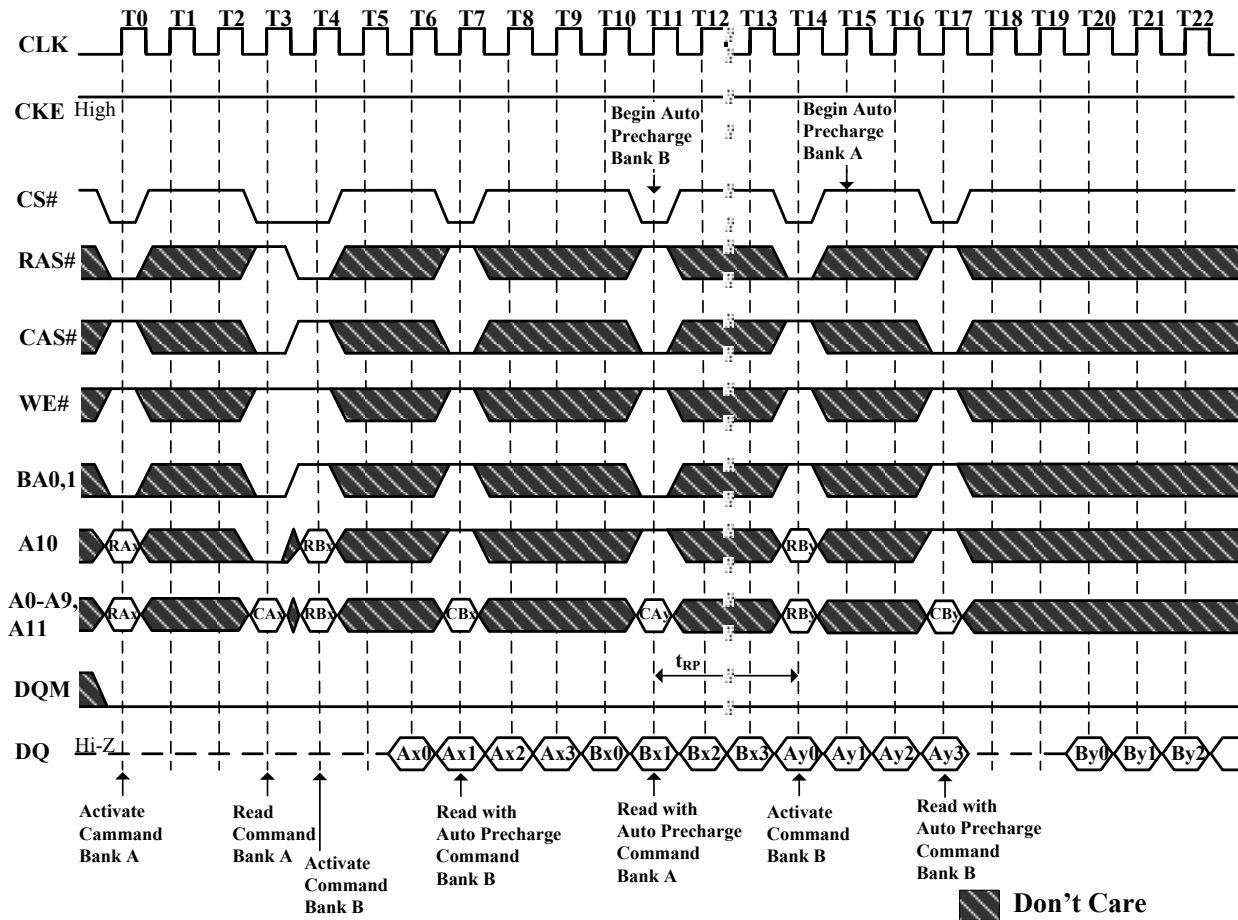 T0 T1 T2 T3 T4 T5 T6 T7 T8 T9 T10 T11 T12 T13 T14 T15 T16 T17 T18 T19 T20 T21 T22
CLK
CKE High
Begin Auto
Precharge
Bank B
Begin Auto
Precharge
Bank A
CS#
RAS#
CAS#
WE#
BA0,1
A10 RAx RBx RBy
A0-A9,
A11
RAx CAx RBx CBx CAy RBy CBy
tRP
DQM
DQ Hi-Z Ax0 Ax1 Ax2 Ax3 Bx0 Bx1 Bx2 Bx3 Ay0 Ay1 Ay2 Ay3 By0 By1 By2
Activate
Cammand
Bank A
Read
Command
Bank A
Activate
Command
Bank B
Read with
Auto Precharge
Command
Bank B
Read with
Auto Precharge
Command
Bank A
Activate
Command
Bank B
Read with
Auto Precharge
Command
Bank B
Don't Care